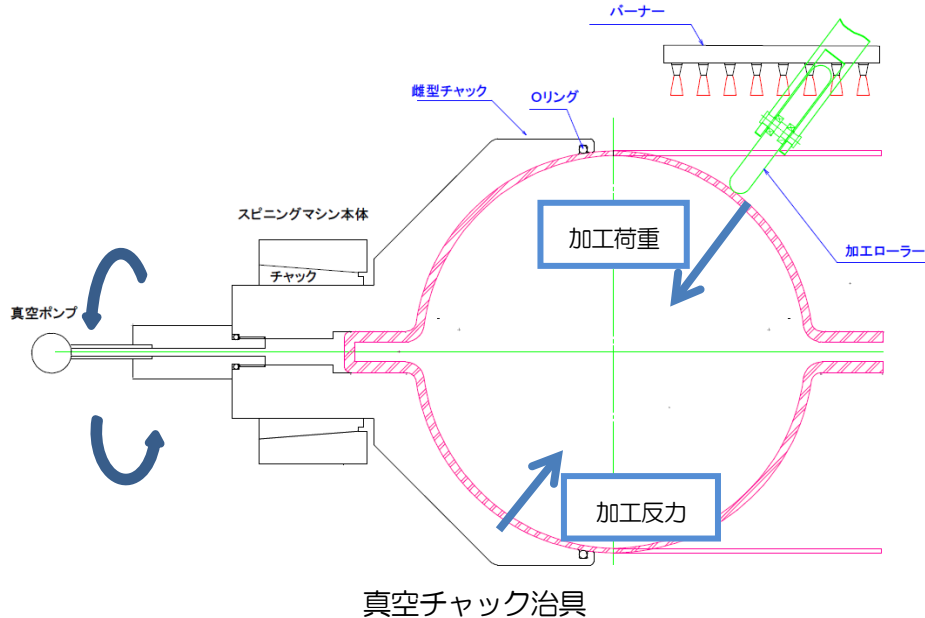 バーナー
雌型チャック
Oリング
スピニングマシン本体
加工荷重
加工ローラー
チャック
真空ポンプ
加工反力
真空チャック治具